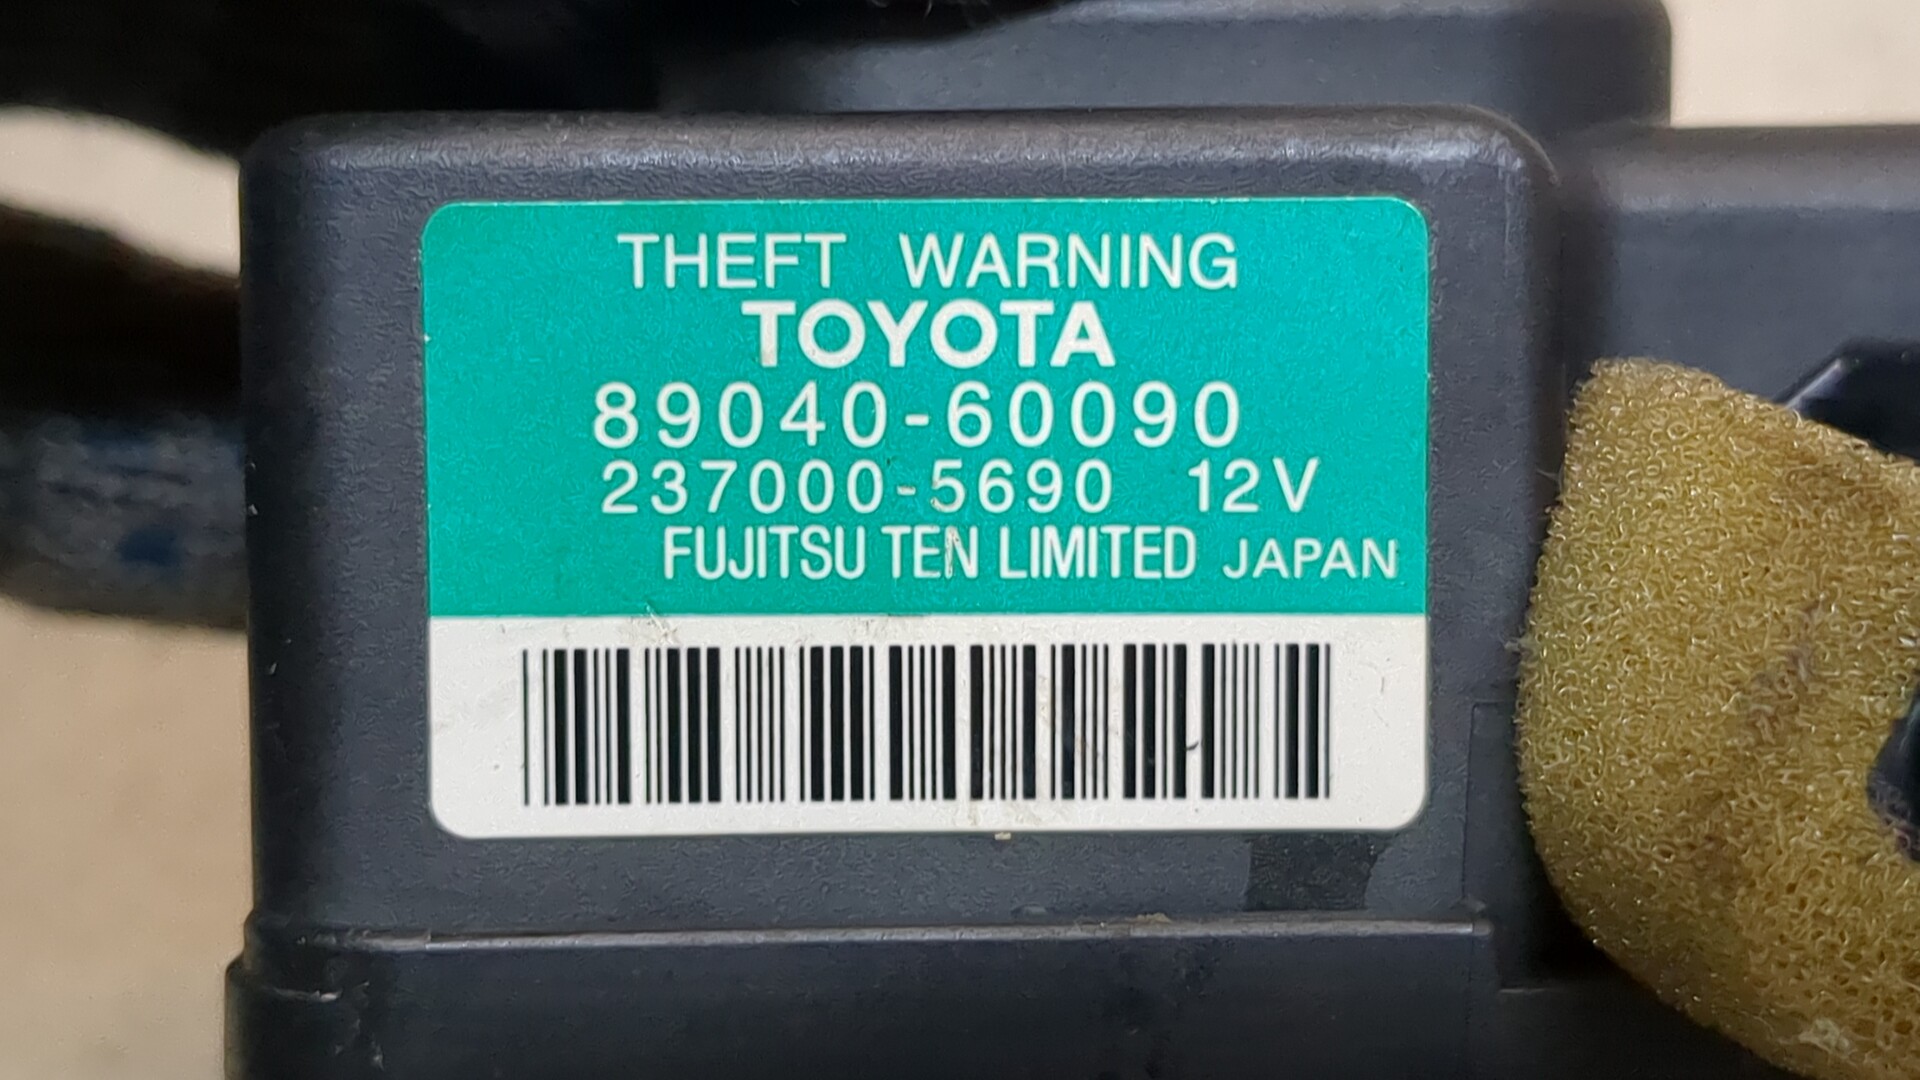 THEFT WARNING
TOYOTA
89040-60090
237000-5690 12V
FUJITSU TEN LIMITED JAPAN